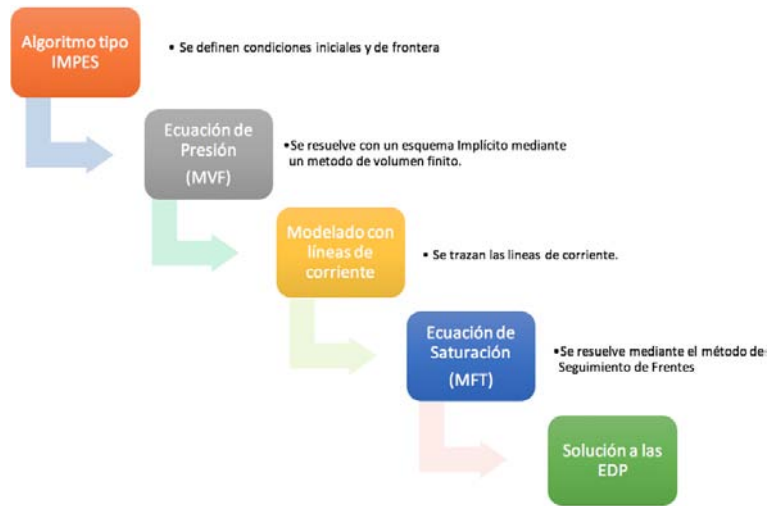 Algoritmo tipo
IMPES
• Se definen condiciones iniciales y de frontera
Ecuación de
Presión
(MVF)
•Se resuelve con un esquema Implícito mediante
un metodo de volumen finito.
Modelado con
líneas de
corriente
• Se trazan las lineas de corriente.
Ecuación de
Saturación
(MFT)
•Se resuelve mediante el método de
Seguimiento de Frentes
Solución a las
EDP